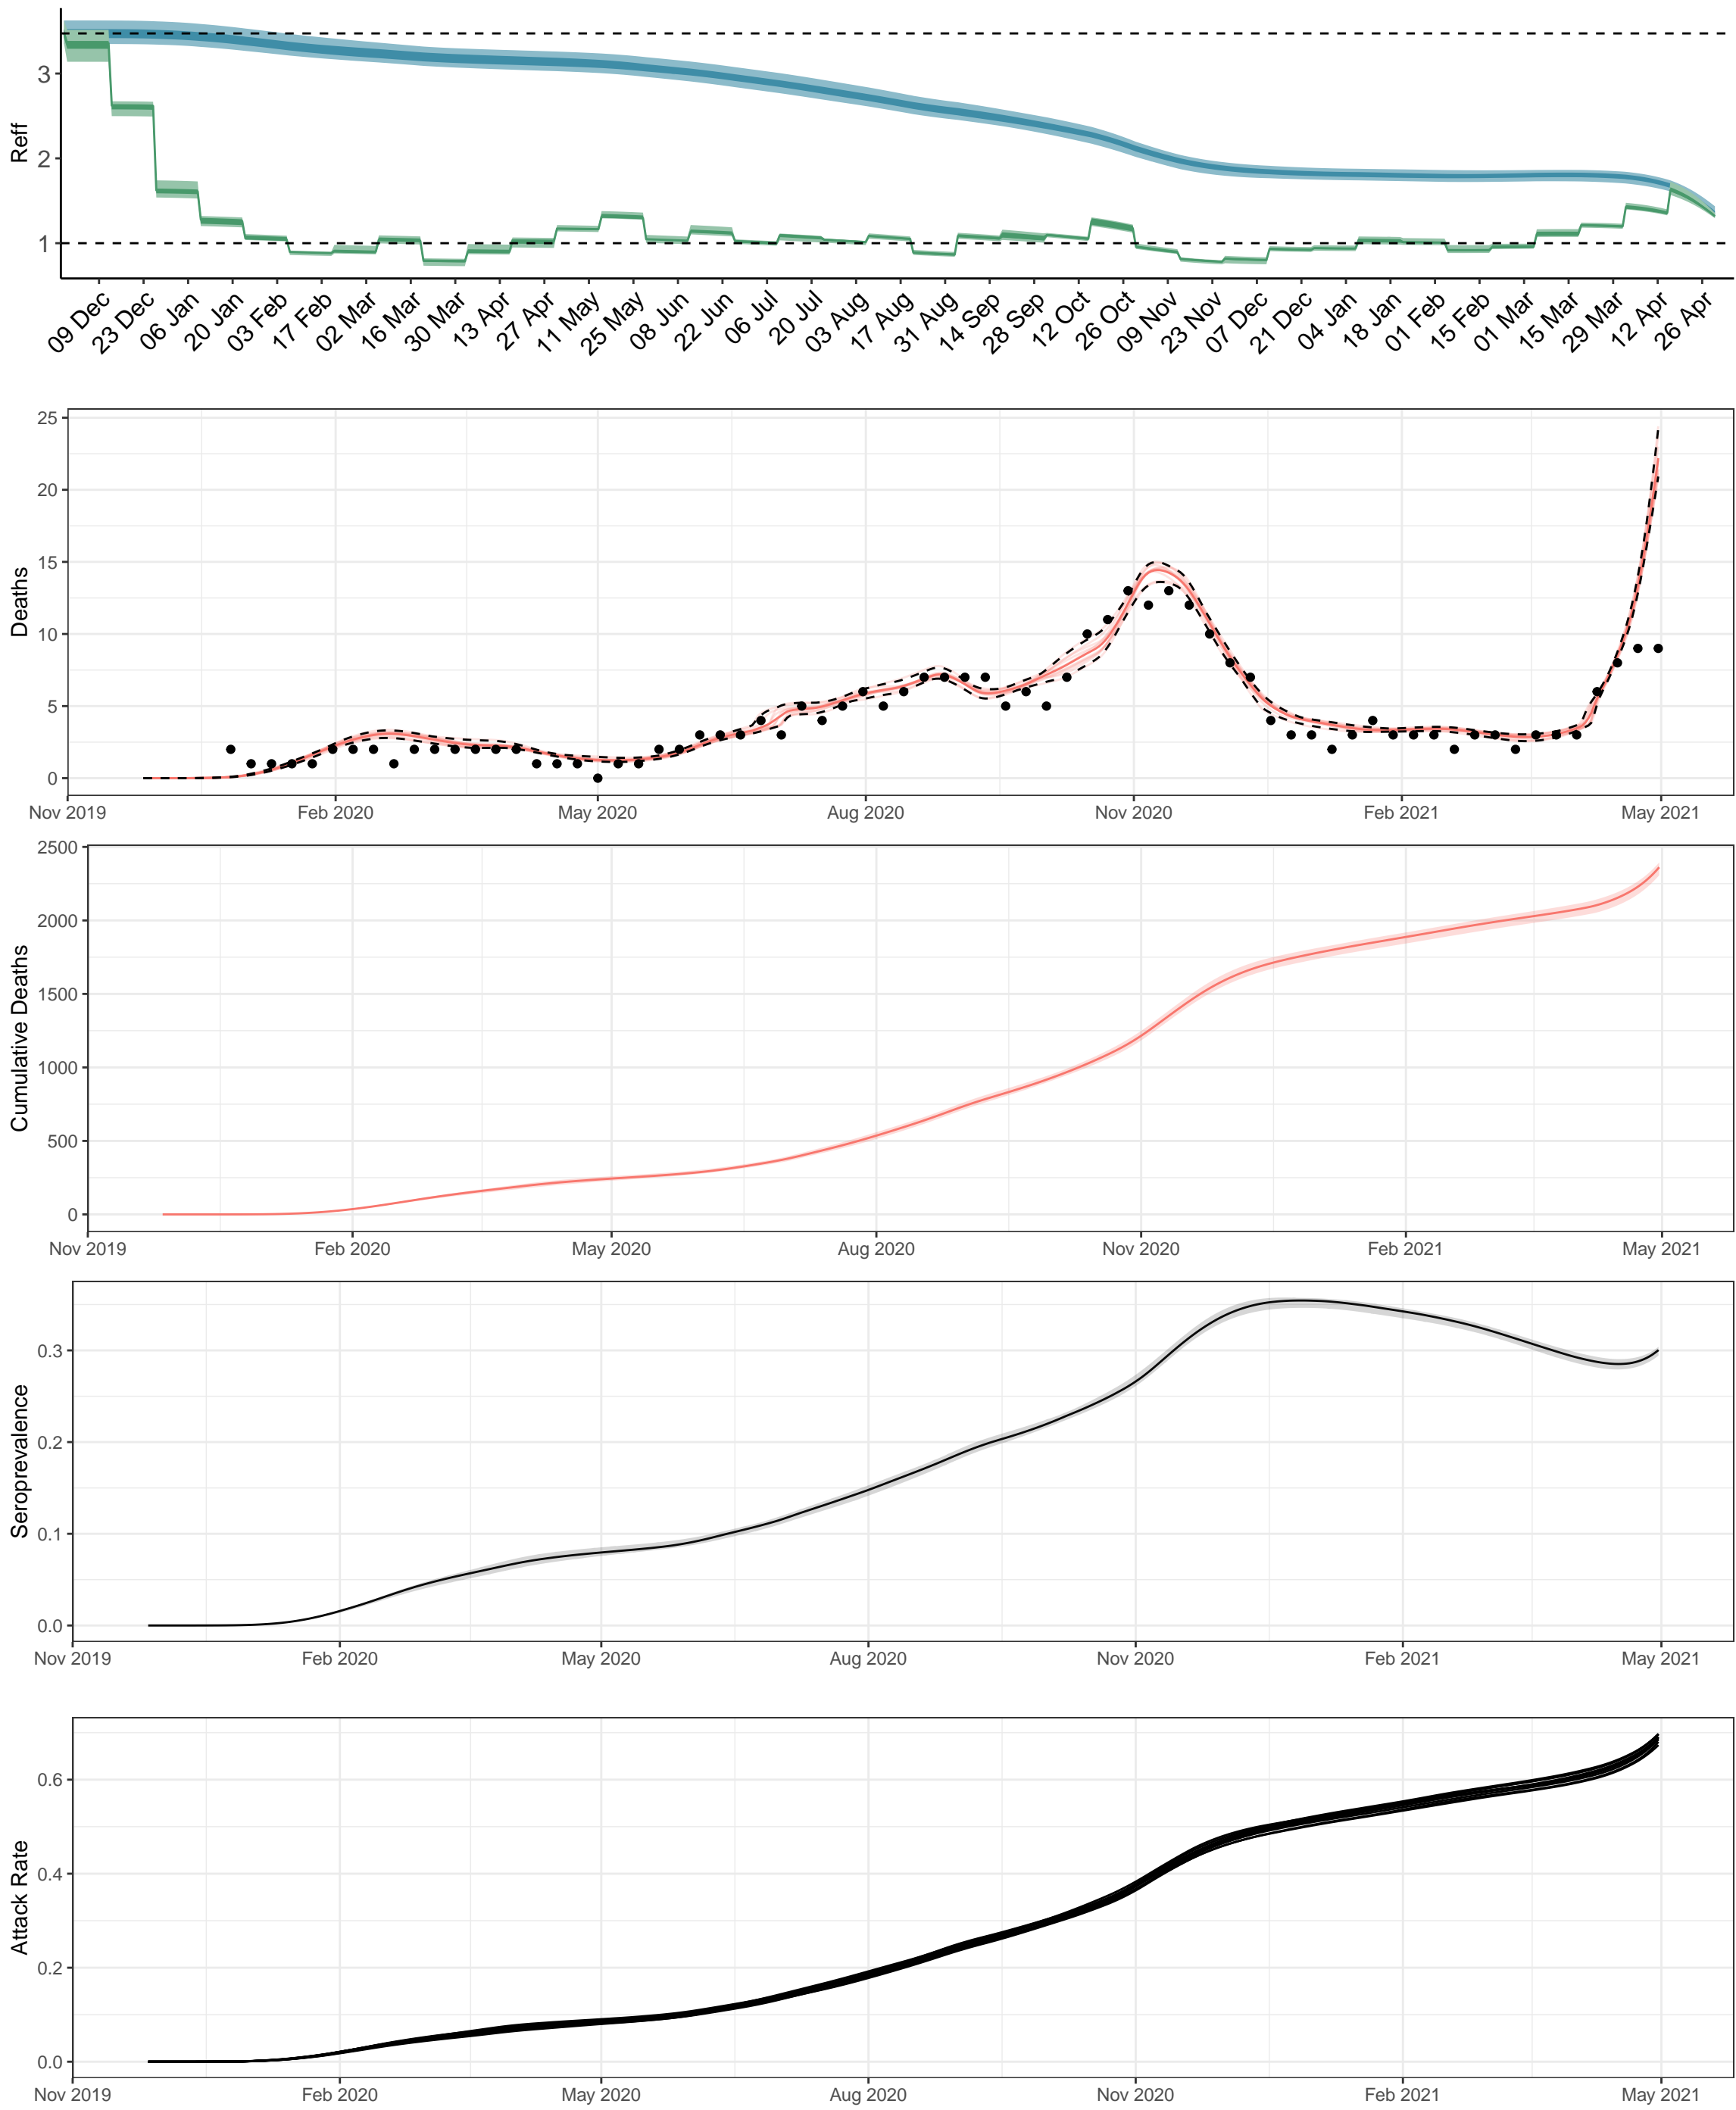 Reff
3
2
1
09 Dec
23 Dec
06 Jan
20 Jan
03 Feb
17 Feb
02 Mar
16 Mar
30 Mar
13 Apr
27 Apr
11 May
25 May
08 Jun
22 Jun
06 Jul
20 Jul
03 Aug
17 Aug
31 Aug
14 Sep
28 Sep
12 Oct
26 Oct
09 Nov
23 Nov
07 Dec
21 Dec
04 Jan
18 Jan
01 Feb
15 Feb
01 Mar
15 Mar
29 Mar
12 Apr
26 Apr
Deaths
25
20
15
10
5
0
Nov 2019 Feb 2020 May 2020 Aug 2020 Nov 2020 Feb 2021 May 2021
Cumulative Deaths
2500
2000
1500
1000
500
0
Nov 2019 Feb 2020 May 2020 Aug 2020 Nov 2020 Feb 2021 May 2021
Seroprevalence
0.3
0.2
0.1
0.0
Nov 2019 Feb 2020 May 2020 Aug 2020 Nov 2020 Feb 2021 May 2021
Attack Rate
0.6
0.4
0.2
0.0
Nov 2019 Feb 2020 May 2020 Aug 2020 Nov 2020 Feb 2021 May 2021